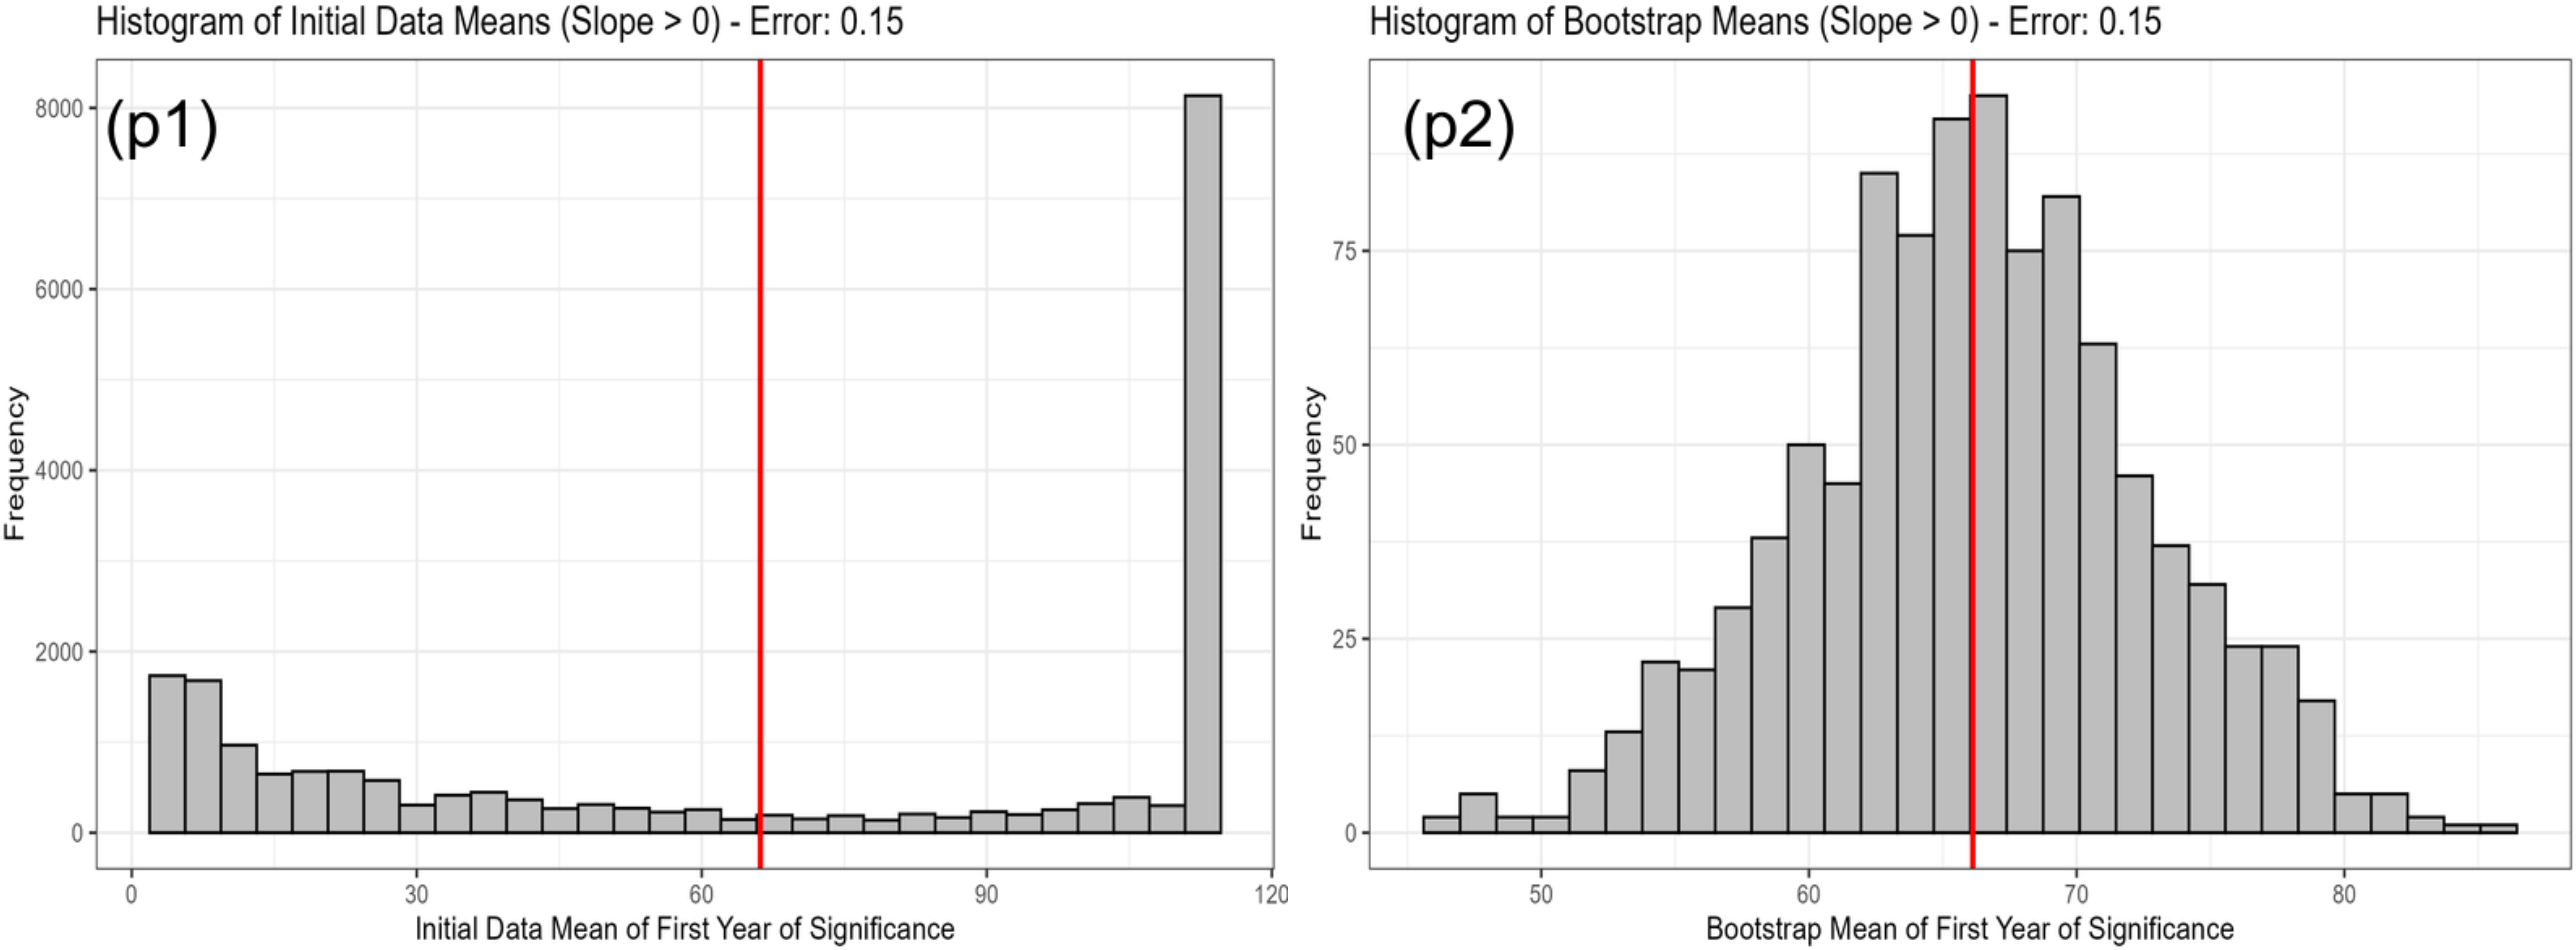 Histogram of Initial Data Means (Slope > 0) - Error: 0.15
(p1)
8000
6000
4000
2000
0
Frequency
0 30 60 90 120
Initial Data Mean of First Year of Significance
Histogram of Bootstrap Means (Slope > 0) - Error: 0.15
(p2)
75
50
25
0
Frequency
50 60 70 80
Bootstrap Mean of First Year of Significance